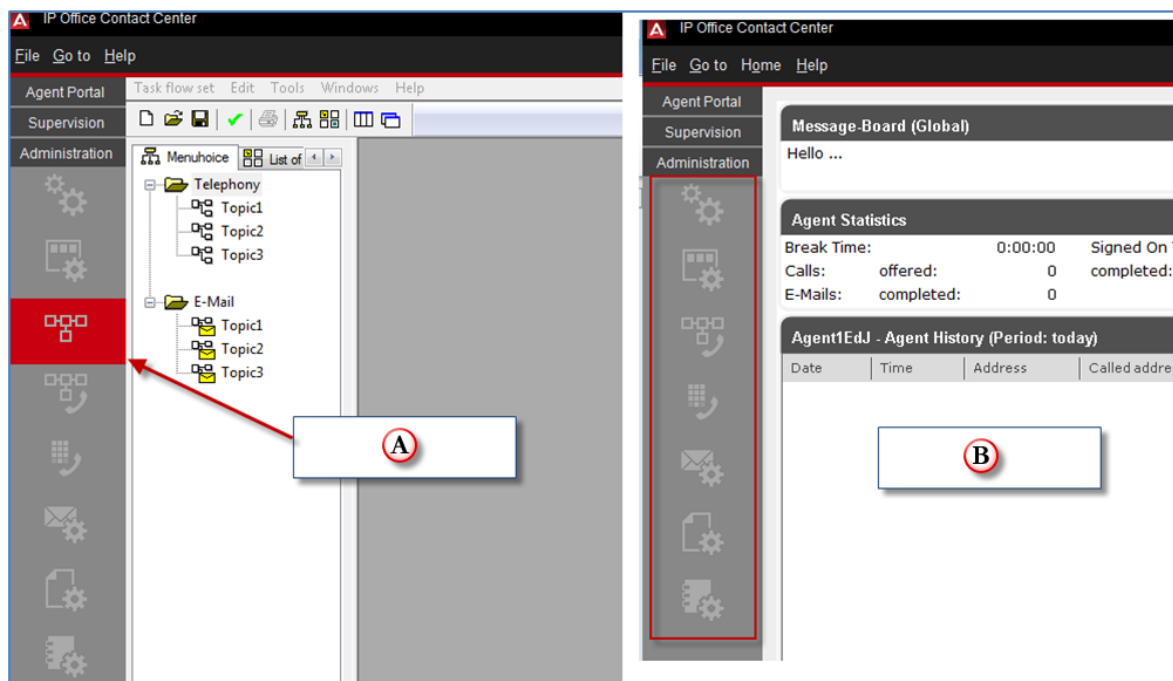 IP Office Contact Center
File Go to Help
Agent Portal
Supervision
Administration
Task flow set Edit Tools Windows Help
Menuhoice List of
Telephony
Topic1
Topic2
Topic3
E-Mail
Topic1
Topic2
Topic3
A
IP Office Contact Center
File Go to Home Help
Agent Portal
Supervision
Administration
Message-Board (Global)
Hello ...
Agent Statistics
Break Time: 0:00:00 Signed On
Calls: offered: 0 completed:
E-Mails: completed: 0
Agent1EdJ - Agent History (Period: today)
Date Time Address Called addre
B